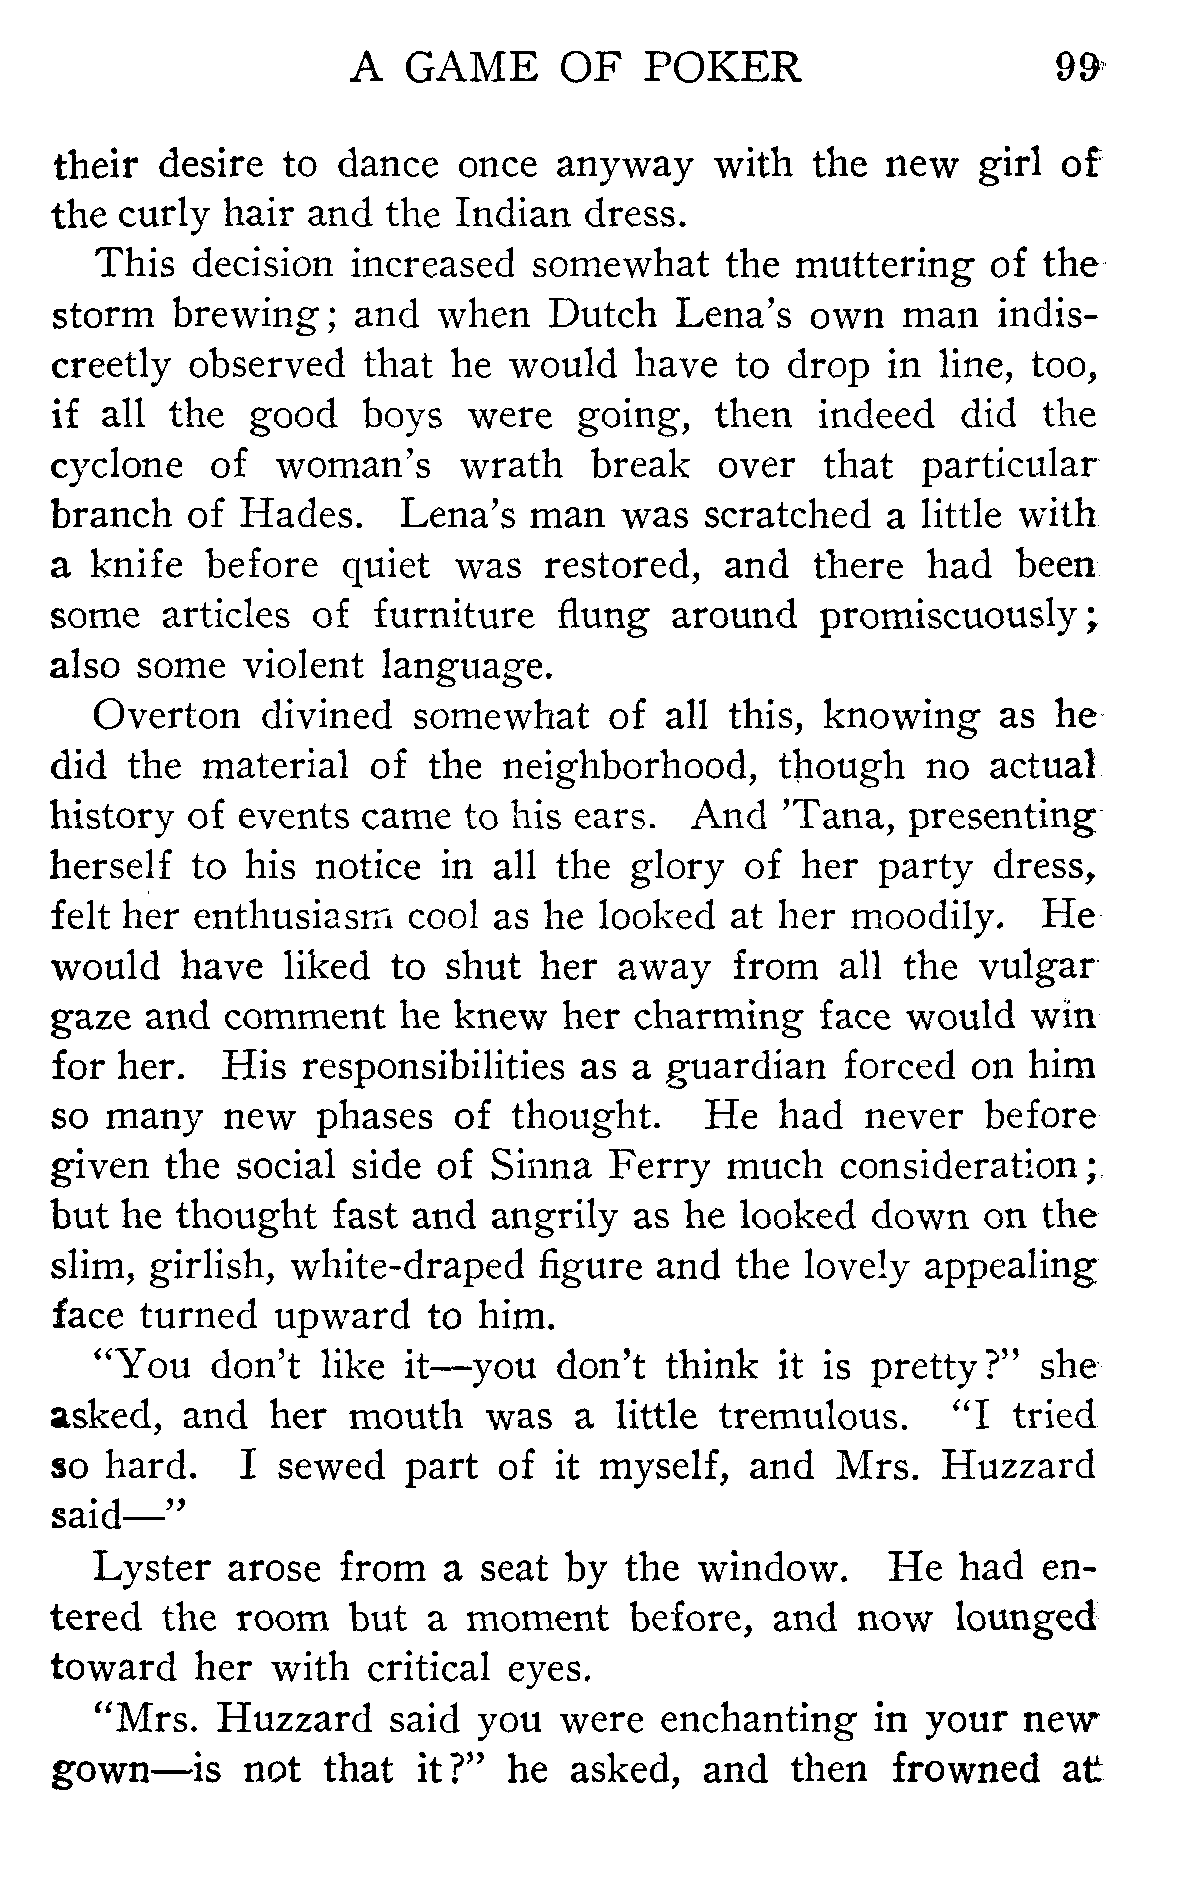 A GAME OF POKER 99
their desire to dance once anyway with the new girl of
the curly hair and the Indian dress.
This decision increased somewhat the muttering of the
storm brewing; and when Dutch Lena's own man indis-
creetly observed that he would have to drop in line, too,
if all the good boys were going, then indeed did the
cyclone of woman's wrath break over that particular
branch of Hades. Lena's man was scratched a little with
a knife before quiet was restored, and there had been
some articles of furniture flung around promiscuously;
also some violent language.
Overton divined somewhat of all this, knowing as he
did the material of the neighborhood, though no actual
history of events came to his ears. And 'Tana, presenting
herself to his notice in all the glory of her party dress,
felt her enthusiasm cool as he looked at her moodily. He
would have liked to shut her away from all the vulgar
gaze and comment he knew her charming face would win
for her. His responsibilities as a guardian forced on him
so many new phases of thought. He had never before
given the social side of Sinna Ferry much consideration;
but he thought fast and angrily as he looked down on the
slim, girlish, white-draped figure and the lovely appealing
face turned upward to him.
"You don't like it—you don't think it is pretty?" she
asked, and her mouth was a little tremulous. "I tried
so hard. I sewed part of it myself, and Mrs. Huzzard
said—"
Lyster arose from a seat by the window. He had en-
tered the room but a moment before, and now lounged
toward her with critical eyes.
"Mrs. Huzzard said you were enchanting in your new
gown—is not that it?" he asked, and then frowned at